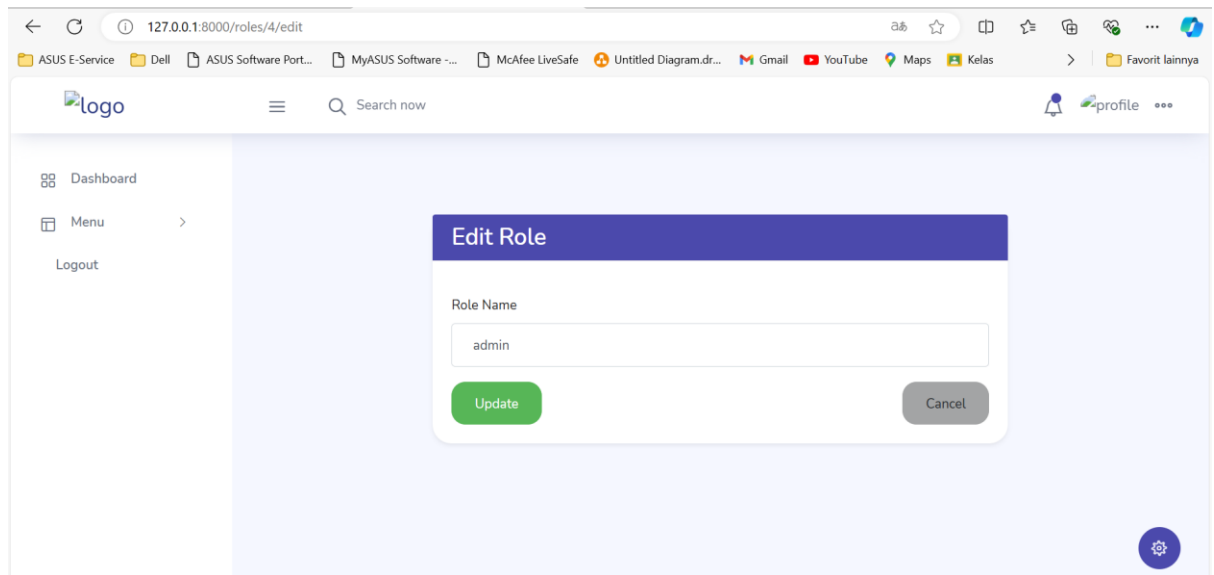 127.0.0.1:8000/roles/4/edit
aあ
ASUS E-Service Dell ASUS Software Port... MyASUS Software -... McAfee LiveSafe Untitled Diagram.dr... Gmail YouTube Maps Kelas Favorit lainnya
logo Search now profile
Dashboard
Menu
Logout
Edit Role
Role Name
admin
Update Cancel